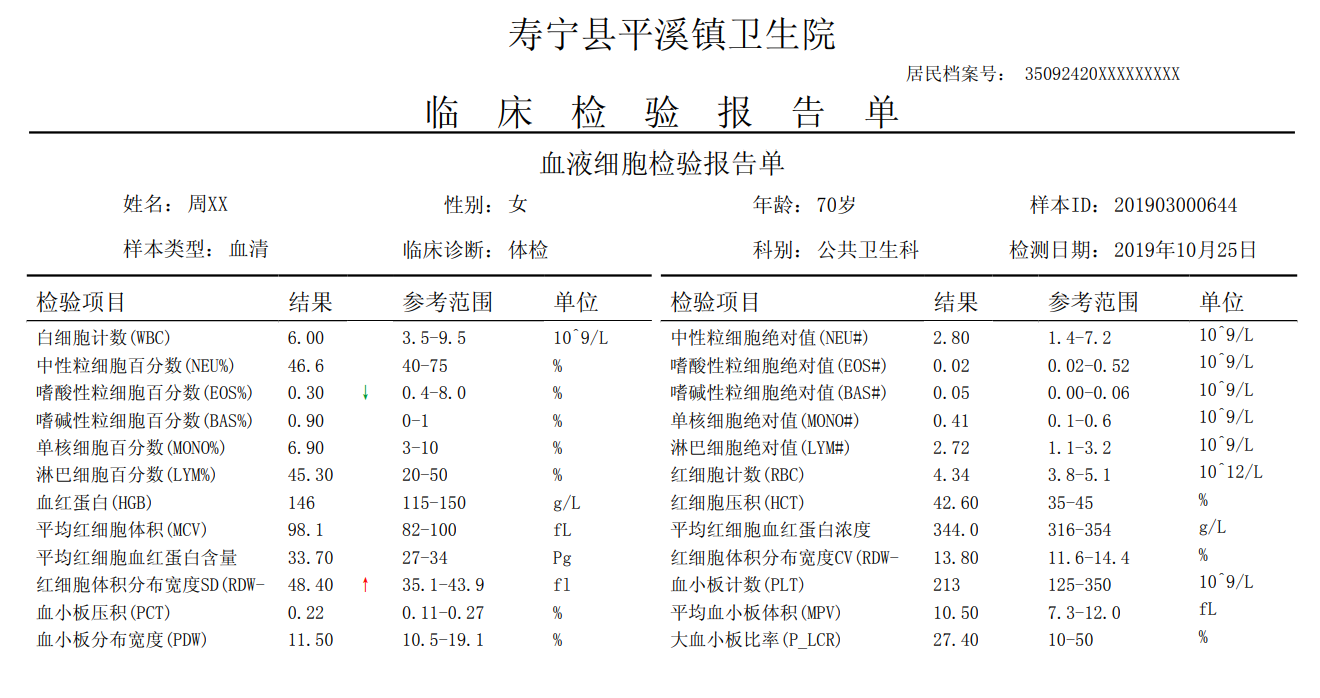 寿宁县平溪镇卫生院
居民档案号: 35092420XXXXXXXXX
临 床 检 验 报 告 单
血液细胞检验报告单
姓名: 周XX 性别: 女 年龄: 70岁 样本ID: 201903000644
样本类型: 血清 临床诊断: 体检 科别: 公共卫生科 检测日期: 2019年10月25日
检验项目 结果 参考范围 单位 检验项目 结果 参考范围 单位
白细胞计数(WBC) 6.00 3.5-9.5 10^9/L 中性粒细胞绝对值(NEU#) 2.80 1.4-7.2 10^9/L
中性粒细胞百分数(NEU%) 46.6 40-75 % 嗜酸性粒细胞绝对值(EOS#) 0.02 0.02-0.52 10^9/L
嗜酸性粒细胞百分数(EOS%) 0.30 ↓ 0.4-8.0 % 嗜碱性粒细胞绝对值(BAS#) 0.05 0.00-0.06 10^9/L
嗜碱性粒细胞百分数(BAS%) 0.90 0-1 % 单核细胞绝对值(MONO#) 0.41 0.1-0.6 10^9/L
单核细胞百分数(MONO%) 6.90 3-10 % 淋巴细胞绝对值(LYM#) 2.72 1.1-3.2 10^9/L
淋巴细胞百分数(LYM%) 45.30 20-50 % 红细胞计数(RBC) 4.34 3.8-5.1 10^12/L
血红蛋白(HGB) 146 115-150 g/L 红细胞压积(HCT) 42.60 35-45 %
平均红细胞体积(MCV) 98.1 82-100 fL 平均红细胞血红蛋白浓度 344.0 316-354 g/L
平均红细胞血红蛋白含量 33.70 27-34 Pg 红细胞体积分布宽度CV(RDW- 13.80 11.6-14.4 %
红细胞体积分布宽度SD(RDW- 48.40 ↑ 35.1-43.9 fl 血小板计数(PLT) 213 125-350 10^9/L
血小板压积(PCT) 0.22 0.11-0.27 % 平均血小板体积(MPV) 10.50 7.3-12.0 fL
血小板分布宽度(PDW) 11.50 10.5-19.1 % 大血小板比率(P_LCR) 27.40 10-50 %